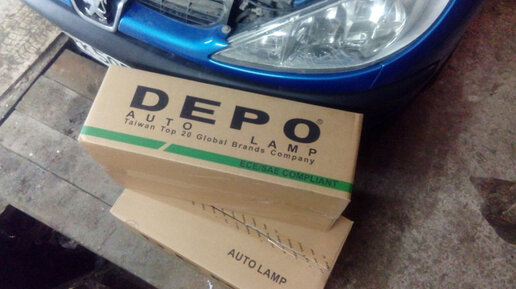 DEPO®
AUTO LAMP
Taiwan Top 20 Global Brands Company
ECE/SAE COMPLIANT
AUTO LAMP